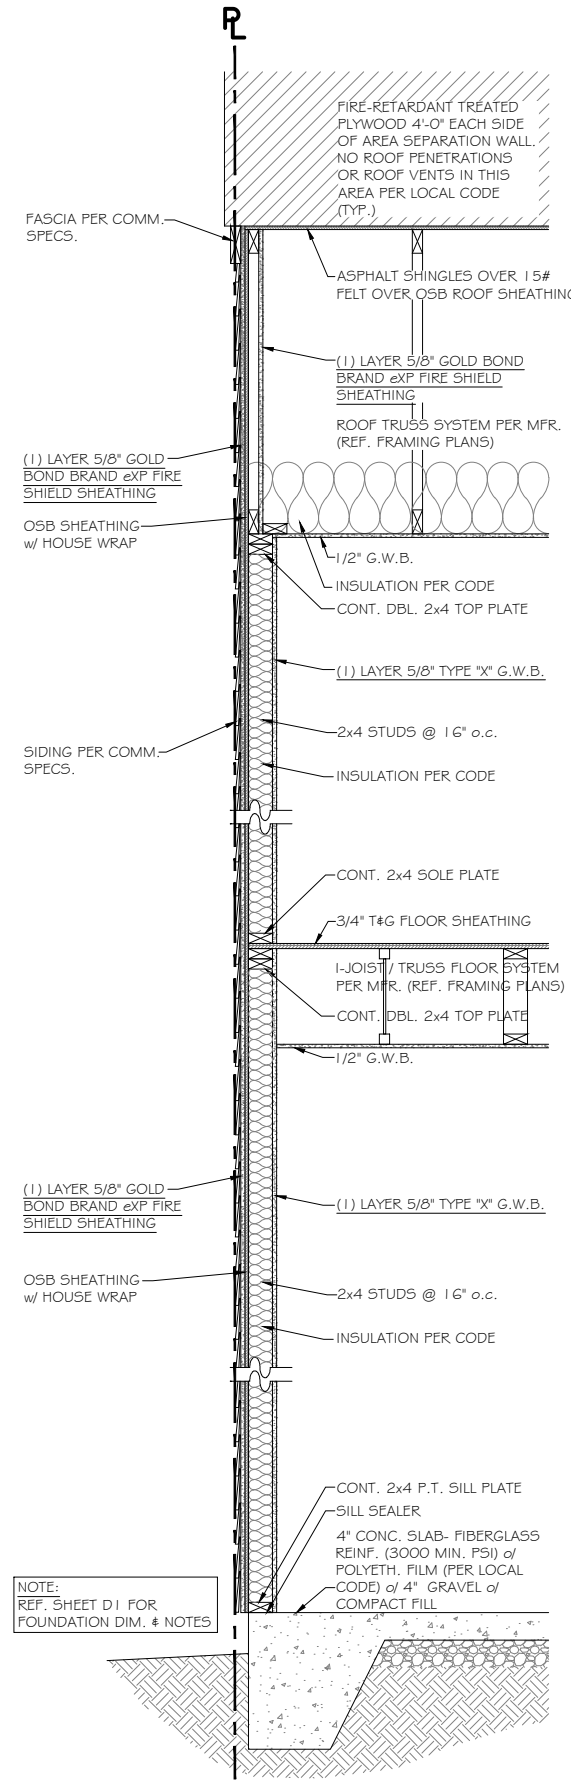 PL
FIRE-RETARDANT TREATED
PLYWOOD 4'-0" EACH SIDE
OF AREA SEPARATION WALL.
NO ROOF PENETRATIONS
OR ROOF VENTS IN THIS
AREA PER LOCAL CODE
(TYP.)
FASCIA PER COMM.
SPECS.
ASPHALT SHINGLES OVER 15#
FELT OVER OSB ROOF SHEATHING
(1) LAYER 5/8" GOLD BOND
BRAND eXP FIRE SHIELD
SHEATHING
ROOF TRUSS SYSTEM PER MFR.
(REF. FRAMING PLANS)
(1) LAYER 5/8" GOLD
BOND BRAND eXP FIRE
SHIELD SHEATHING
OSB SHEATHING
w/ HOUSE WRAP
1/2" G.W.B.
INSULATION PER CODE
CONT. DBL. 2x4 TOP PLATE
(1) LAYER 5/8" TYPE "X" G.W.B.
2x4 STUDS @ 16" o.c.
SIDING PER COMM.
SPECS.
INSULATION PER CODE
CONT. 2x4 SOLE PLATE
3/4" T&G FLOOR SHEATHING
I-JOIST / TRUSS FLOOR SYSTEM
PER MFR. (REF. FRAMING PLANS)
CONT. DBL. 2x4 TOP PLATE
1/2" G.W.B.
(1) LAYER 5/8" GOLD
BOND BRAND eXP FIRE
SHIELD SHEATHING
(1) LAYER 5/8" TYPE "X" G.W.B.
OSB SHEATHING
w/ HOUSE WRAP
2x4 STUDS @ 16" o.c.
INSULATION PER CODE
CONT. 2x4 P.T. SILL PLATE
SILL SEALER
4" CONC. SLAB- FIBERGLASS
REINF. (3000 MIN. PSI) o/
POLYETH. FILM (PER LOCAL
CODE) o/ 4" GRAVEL o/
COMPACT FILL
NOTE:
REF. SHEET D1 FOR
FOUNDATION DIM. & NOTES